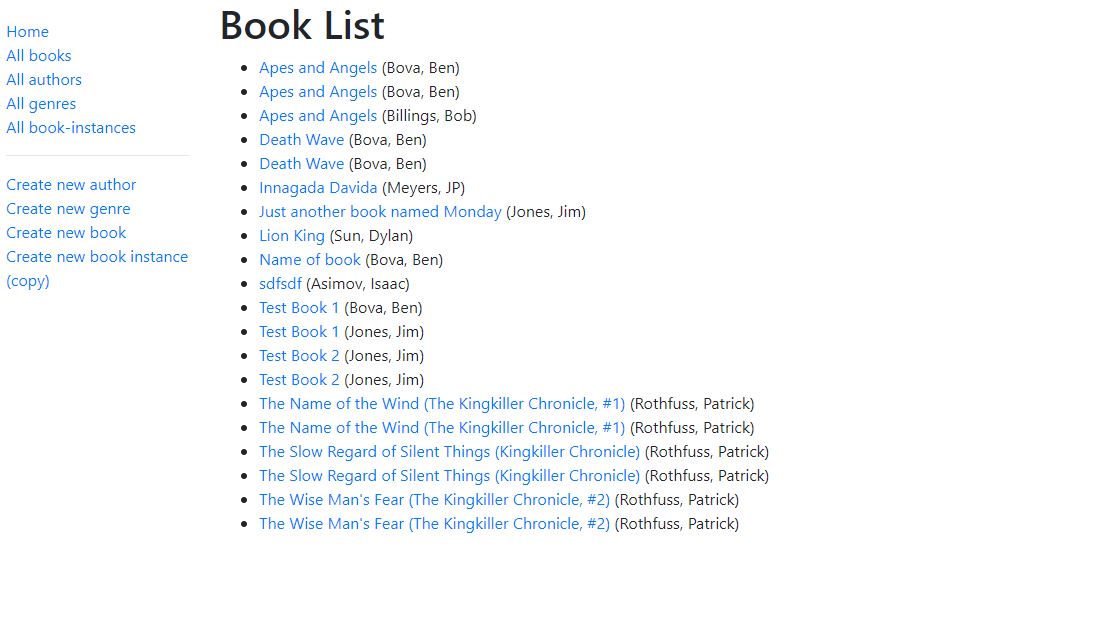 Home
All books
All authors
All genres
All book-instances
Create new author
Create new genre
Create new book
Create new book instance
(copy)
Book List
Apes and Angels (Bova, Ben)
Apes and Angels (Bova, Ben)
Apes and Angels (Billings, Bob)
Death Wave (Bova, Ben)
Death Wave (Bova, Ben)
Innagada Davida (Meyers, JP)
Just another book named Monday (Jones, Jim)
Lion King (Sun, Dylan)
Name of book (Bova, Ben)
sdfsdf (Asimov, Isaac)
Test Book 1 (Bova, Ben)
Test Book 1 (Jones, Jim)
Test Book 2 (Jones, Jim)
Test Book 2 (Jones, Jim)
The Name of the Wind (The Kingkiller Chronicle, #1) (Rothfuss, Patrick)
The Name of the Wind (The Kingkiller Chronicle, #1) (Rothfuss, Patrick)
The Slow Regard of Silent Things (Kingkiller Chronicle) (Rothfuss, Patrick)
The Slow Regard of Silent Things (Kingkiller Chronicle) (Rothfuss, Patrick)
The Wise Man's Fear (The Kingkiller Chronicle, #2) (Rothfuss, Patrick)
The Wise Man's Fear (The Kingkiller Chronicle, #2) (Rothfuss, Patrick)